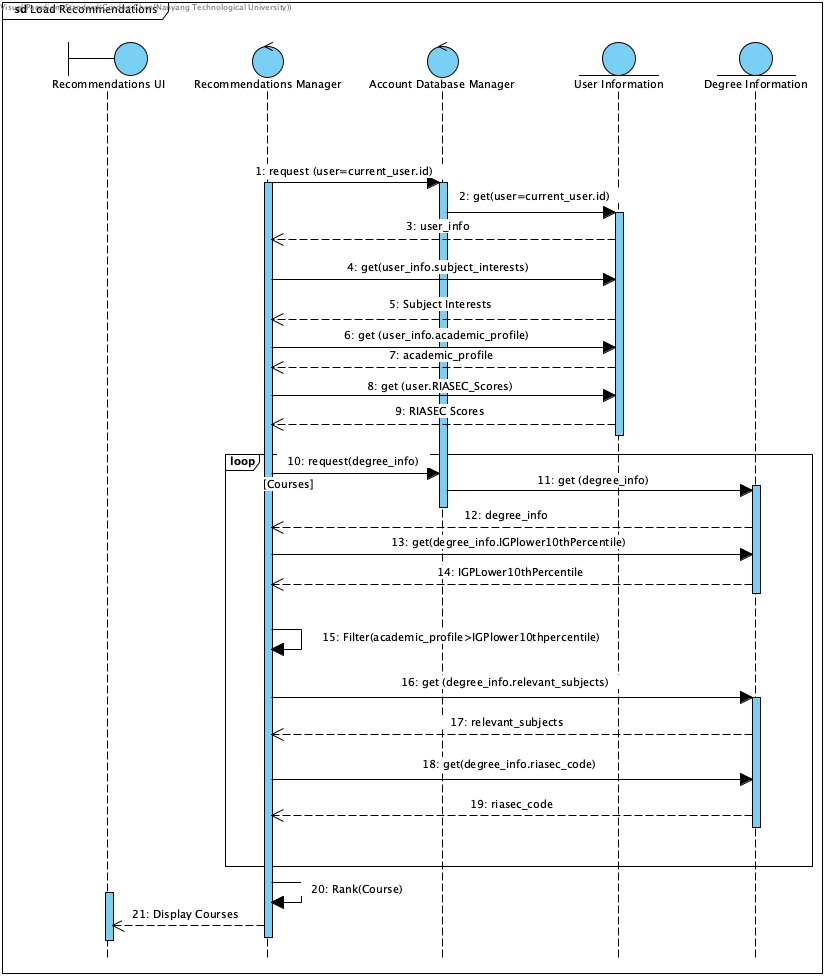 sd Load Recommendations
Nanyang Technological University))
Recommendations UI
Recommendations Manager
Account Database Manager
User Information
Degree Information
1: request (user=current_user.id)
2: get(user=current_user.id)
3: user_info
4: get(user_info.subject_interests)
5: Subject Interests
6: get (user_info.academic_profile)
7: academic_profile
8: get (user.RIASEC_Scores)
9: RIASEC Scores
loop
10: request(degree_info)
[Courses]
11: get (degree_info)
12: degree_info
13: get(degree_info.IGPlower10thPercentile)
14: IGPLower10thPercentile
15: Filter(academic_profile>IGPlower10thpercentile)
16: get (degree_info.relevant_subjects)
17: relevant_subjects
18: get(degree_info.riasec_code)
19: riasec_code
20: Rank(Course)
21: Display Courses